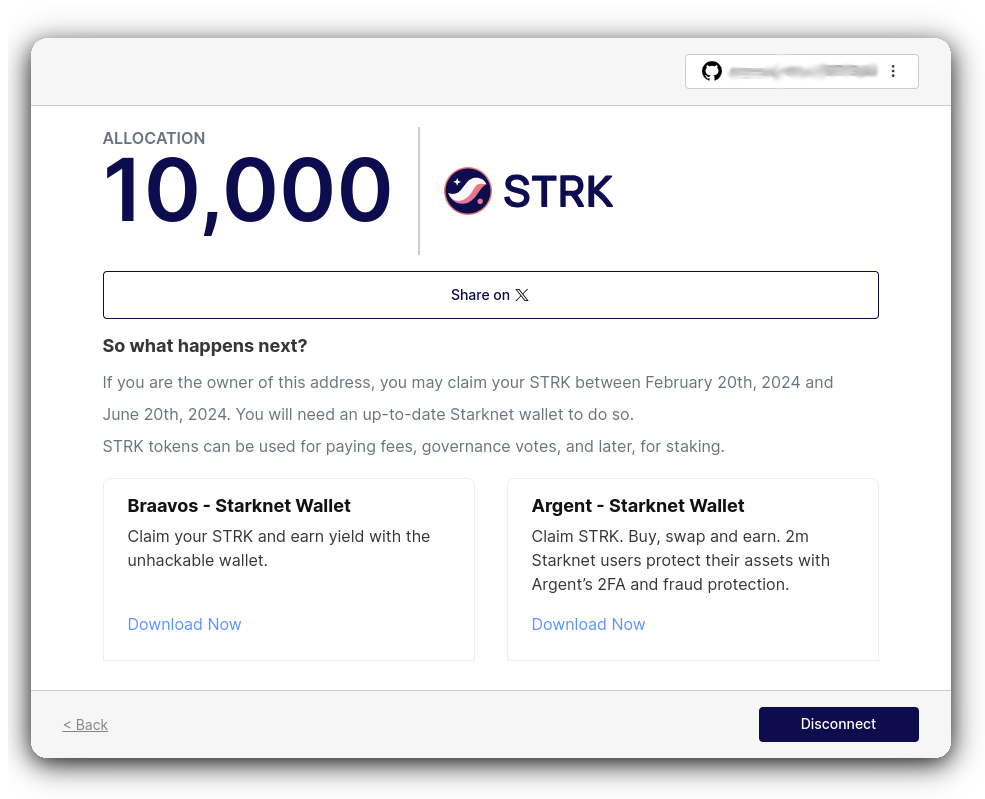 ALLOCATION
10,000
STRK
Share on X
So what happens next?
If you are the owner of this address, you may claim your STRK between February 20th, 2024 and
June 20th, 2024. You will need an up-to-date Starknet wallet to do so.
STRK tokens can be used for paying fees, governance votes, and later, for staking.
Braavos - Starknet Wallet
Claim your STRK and earn yield with the
unhackable wallet.
Download Now
Argent - Starknet Wallet
Claim STRK. Buy, swap and earn. 2m
Starknet users protect their assets with
Argent’s 2FA and fraud protection.
Download Now
< Back
Disconnect